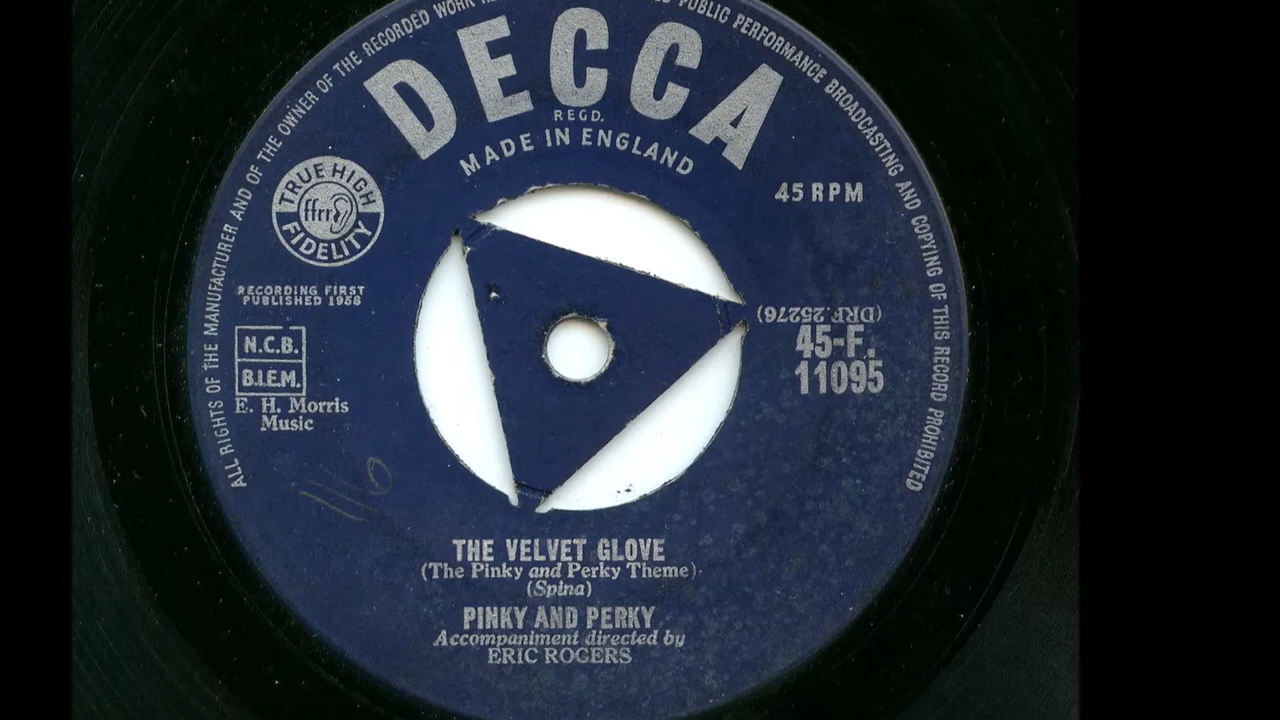 ALL RIGHTS OF THE MANUFACTURER AND OF THE OWNER OF THE RECORDED WORK
PUBLIC PERFORMANCE BROADCASTING AND COPYING OF THIS RECORD PROHIBITED
DECCA
REGD.
MADE IN ENGLAND
TRUE HIGH
ffrr
FIDELITY
45 RPM
RECORDING FIRST
PUBLISHED 1958
(DRF.25276)
45-F.
11095
N.C.B.
B.I.E.M.
E. H. Morris
Music
116
THE VELVET GLOVE
(The Pinky and Perky Theme)
(Spina)
PINKY AND PERKY
Accompaniment directed by
ERIC ROGERS